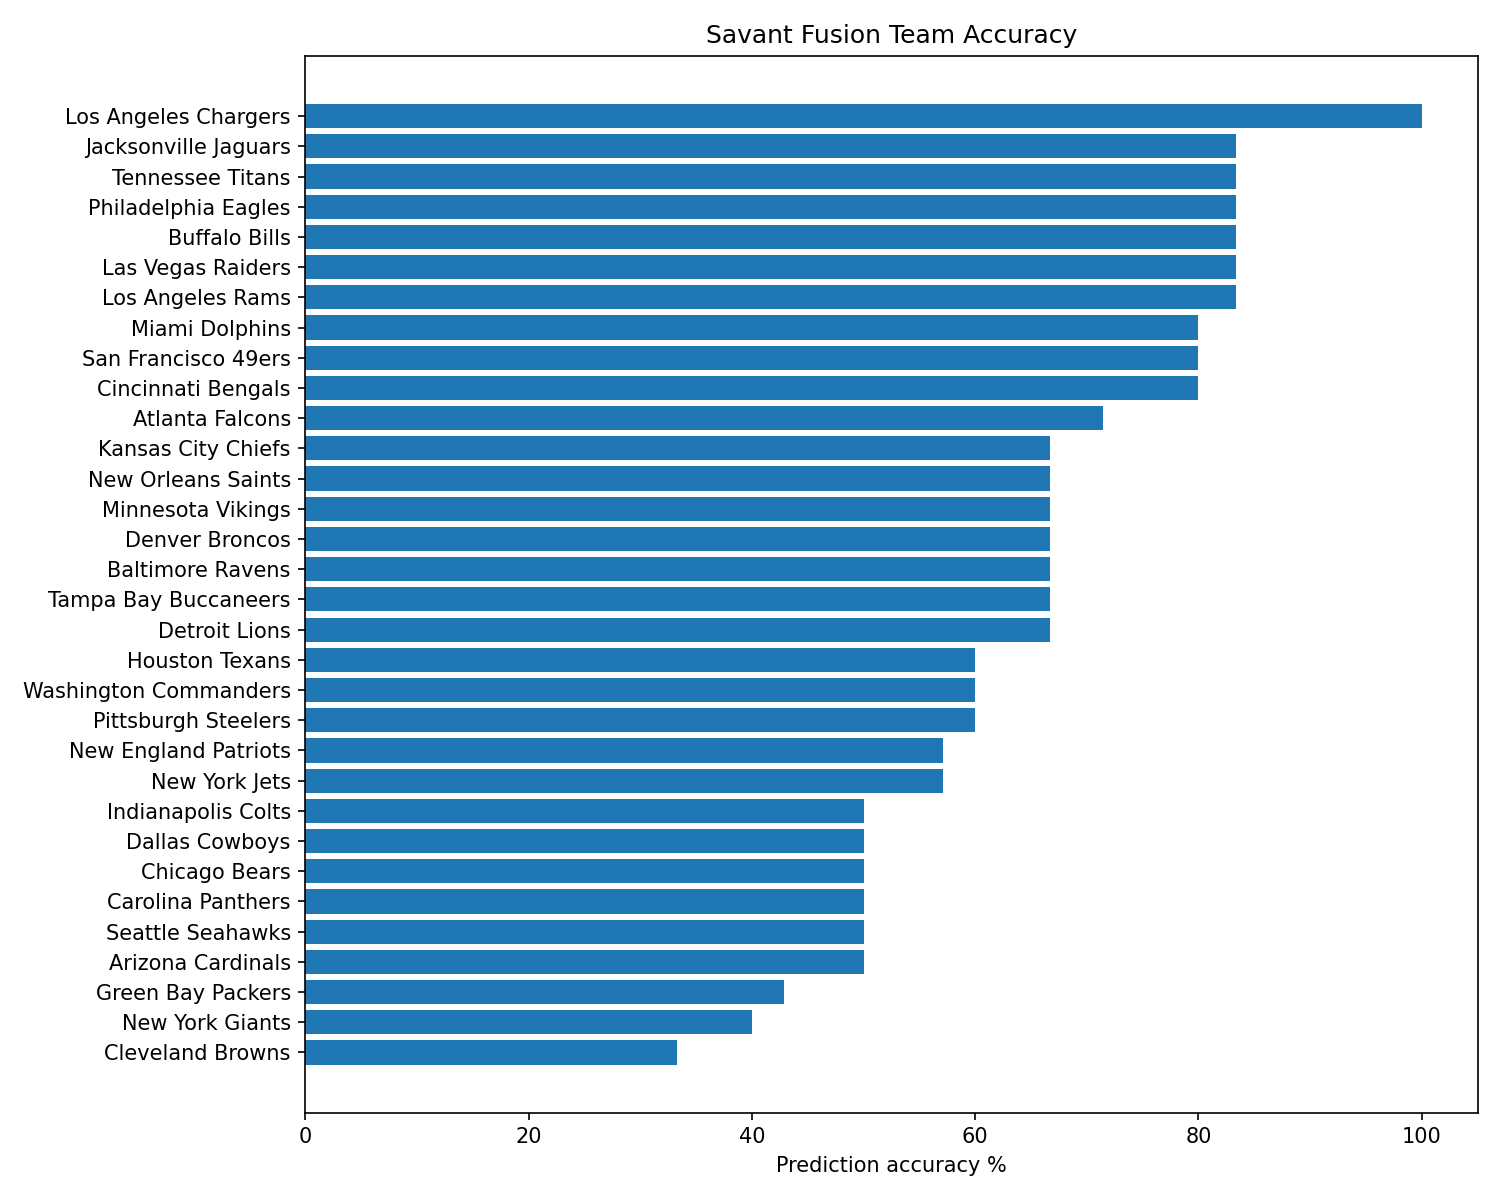 Savant Fusion Team Accuracy
Los Angeles Chargers
Jacksonville Jaguars
Tennessee Titans
Philadelphia Eagles
Buffalo Bills
Las Vegas Raiders
Los Angeles Rams
Miami Dolphins
San Francisco 49ers
Cincinnati Bengals
Atlanta Falcons
Kansas City Chiefs
New Orleans Saints
Minnesota Vikings
Denver Broncos
Baltimore Ravens
Tampa Bay Buccaneers
Detroit Lions
Houston Texans
Washington Commanders
Pittsburgh Steelers
New England Patriots
New York Jets
Indianapolis Colts
Dallas Cowboys
Chicago Bears
Carolina Panthers
Seattle Seahawks
Arizona Cardinals
Green Bay Packers
New York Giants
Cleveland Browns
0 20 40 60 80 100
Prediction accuracy %